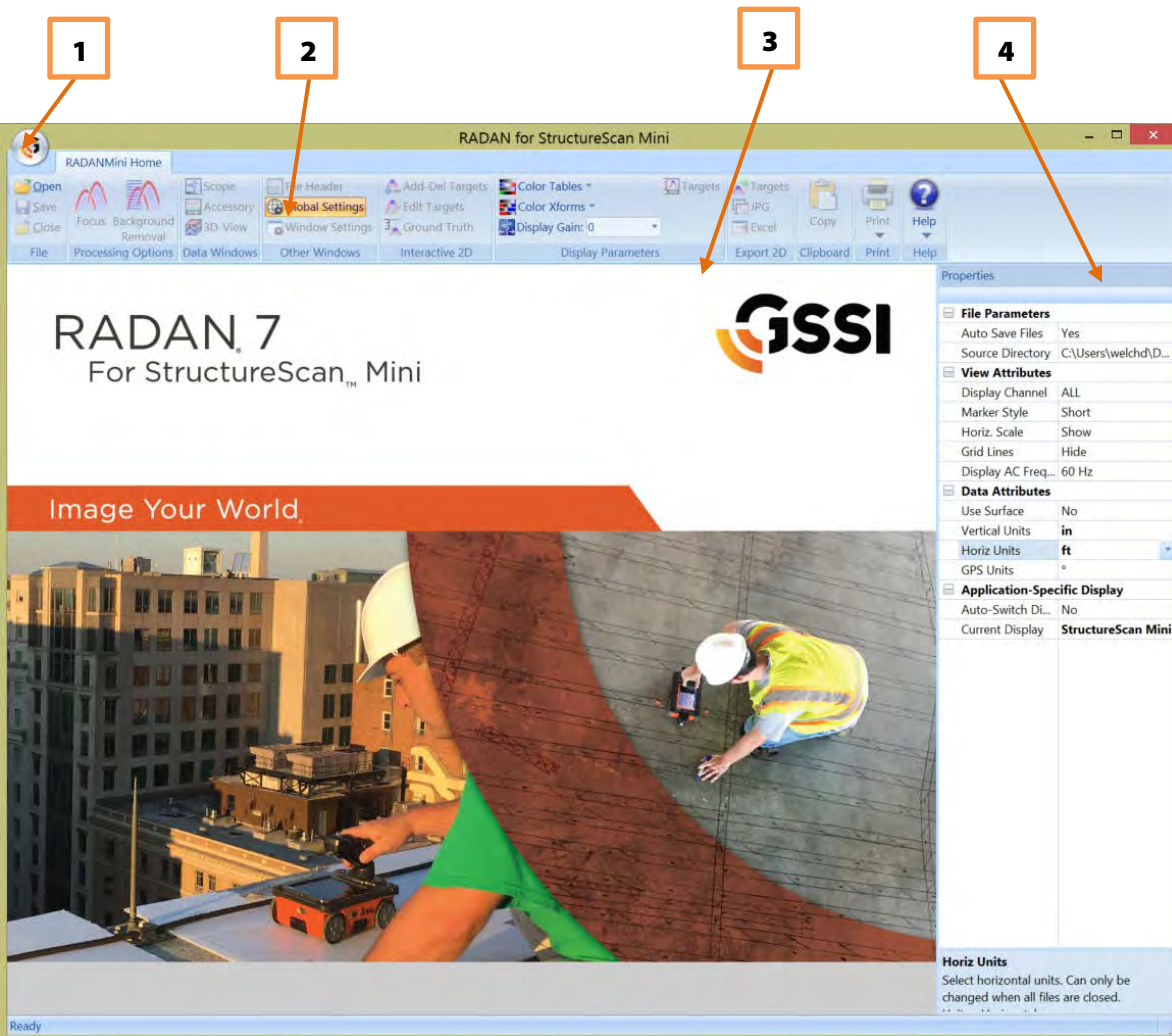 1
2
3
4
RADAN for StructureScan Mini
RADANMini Home
Open
Save
Close
File
Focus
Background Removal
Processing Options
Scope
Accessory
3D-View
Data Windows
File Header
Global Settings
Window Settings
Other Windows
Add-Del Targets
Edit Targets
Ground Truth
Interactive 2D
Color Tables
Color Xforms
Display Gain: 0
Targets
Display Parameters
Targets
JPG
Excel
Export 2D
Copy
Clipboard
Print
Print
Help
Help
RADAN 7
For StructureScan™ Mini
GSSI
Image Your World
Properties
File Parameters
Auto Save Files Yes
Source Directory C:\Users\welchd\D...
View Attributes
Display Channel ALL
Marker Style Short
Horiz. Scale Show
Grid Lines Hide
Display AC Freq... 60 Hz
Data Attributes
Use Surface No
Vertical Units in
Horiz Units ft
GPS Units °
Application-Specific Display
Auto-Switch Di... No
Current Display StructureScan Mini
Horiz Units
Select horizontal units. Can only be
changed when all files are closed.
Ready